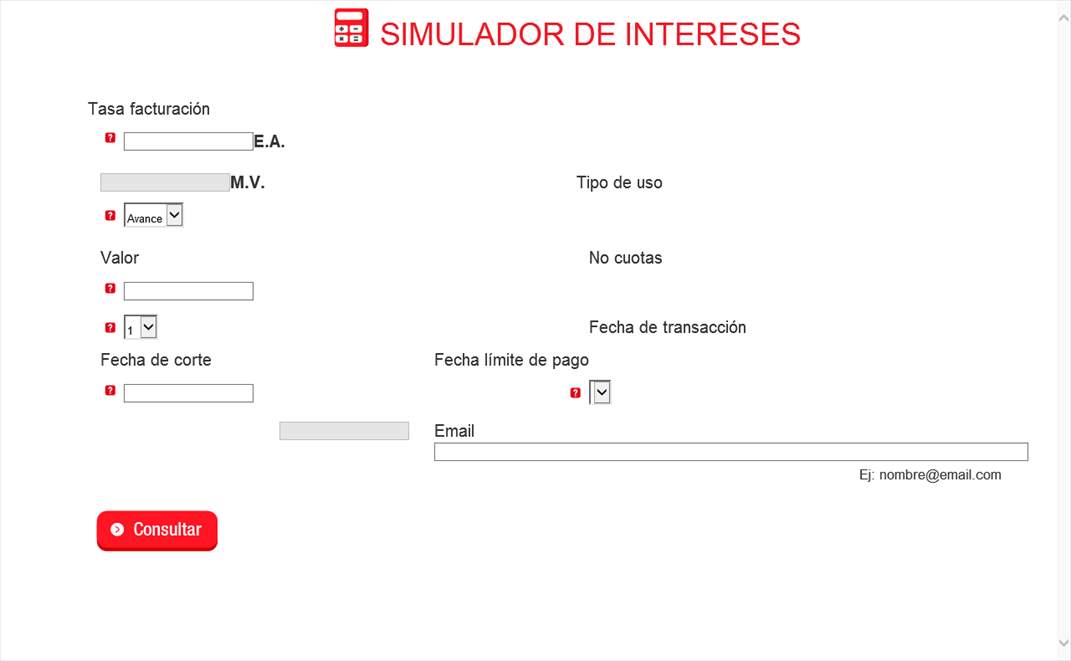 SIMULADOR DE INTERESES
Tasa facturación
? E.A.
M.V. Tipo de uso
? Avance
Valor No cuotas
?
? 1 Fecha de transacción
Fecha de corte Fecha límite de pago
? ?
Email
Ej: nombre@email.com
Consultar